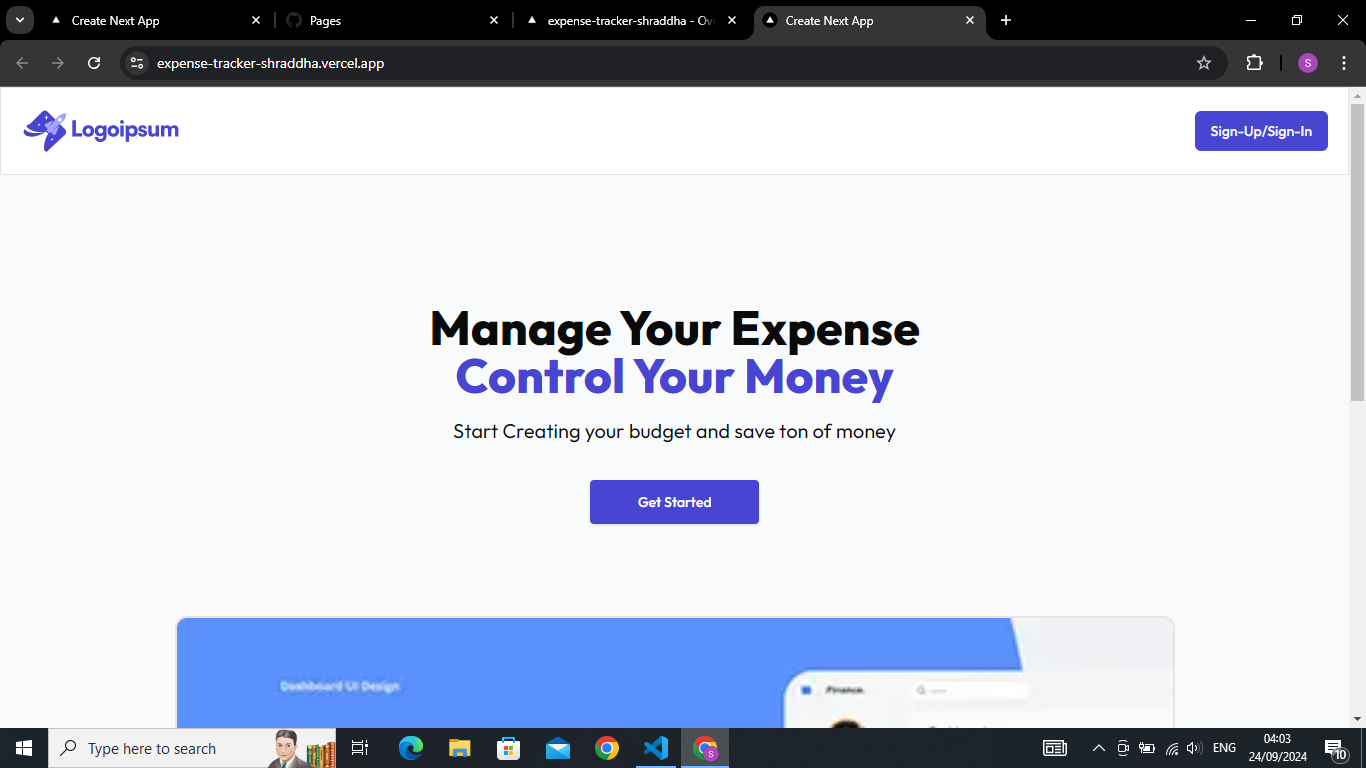 Create Next App
Pages
expense-tracker-shraddha - Ov
Create Next App
expense-tracker-shraddha.vercel.app
S
Logoipsum
Sign-Up/Sign-In
Manage Your Expense
Control Your Money
Start Creating your budget and save ton of money
Get Started
Dashboard UI Design
Finance.
Type here to search
S
ENG
04:03
24/09/2024
10